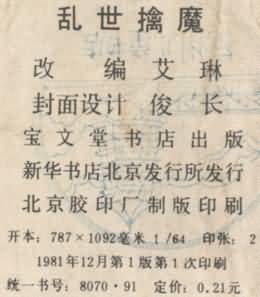 乱世擒魔
改 编 艾 琳
封面设计 俊 长
宝文堂书店出版
新华书店北京发行所发行
北京胶印厂制版印刷
开本：787×1092毫米 1/64 印张：2
1981年12月第1版第1次印刷
统一书号：8070·91 定价：0.21元